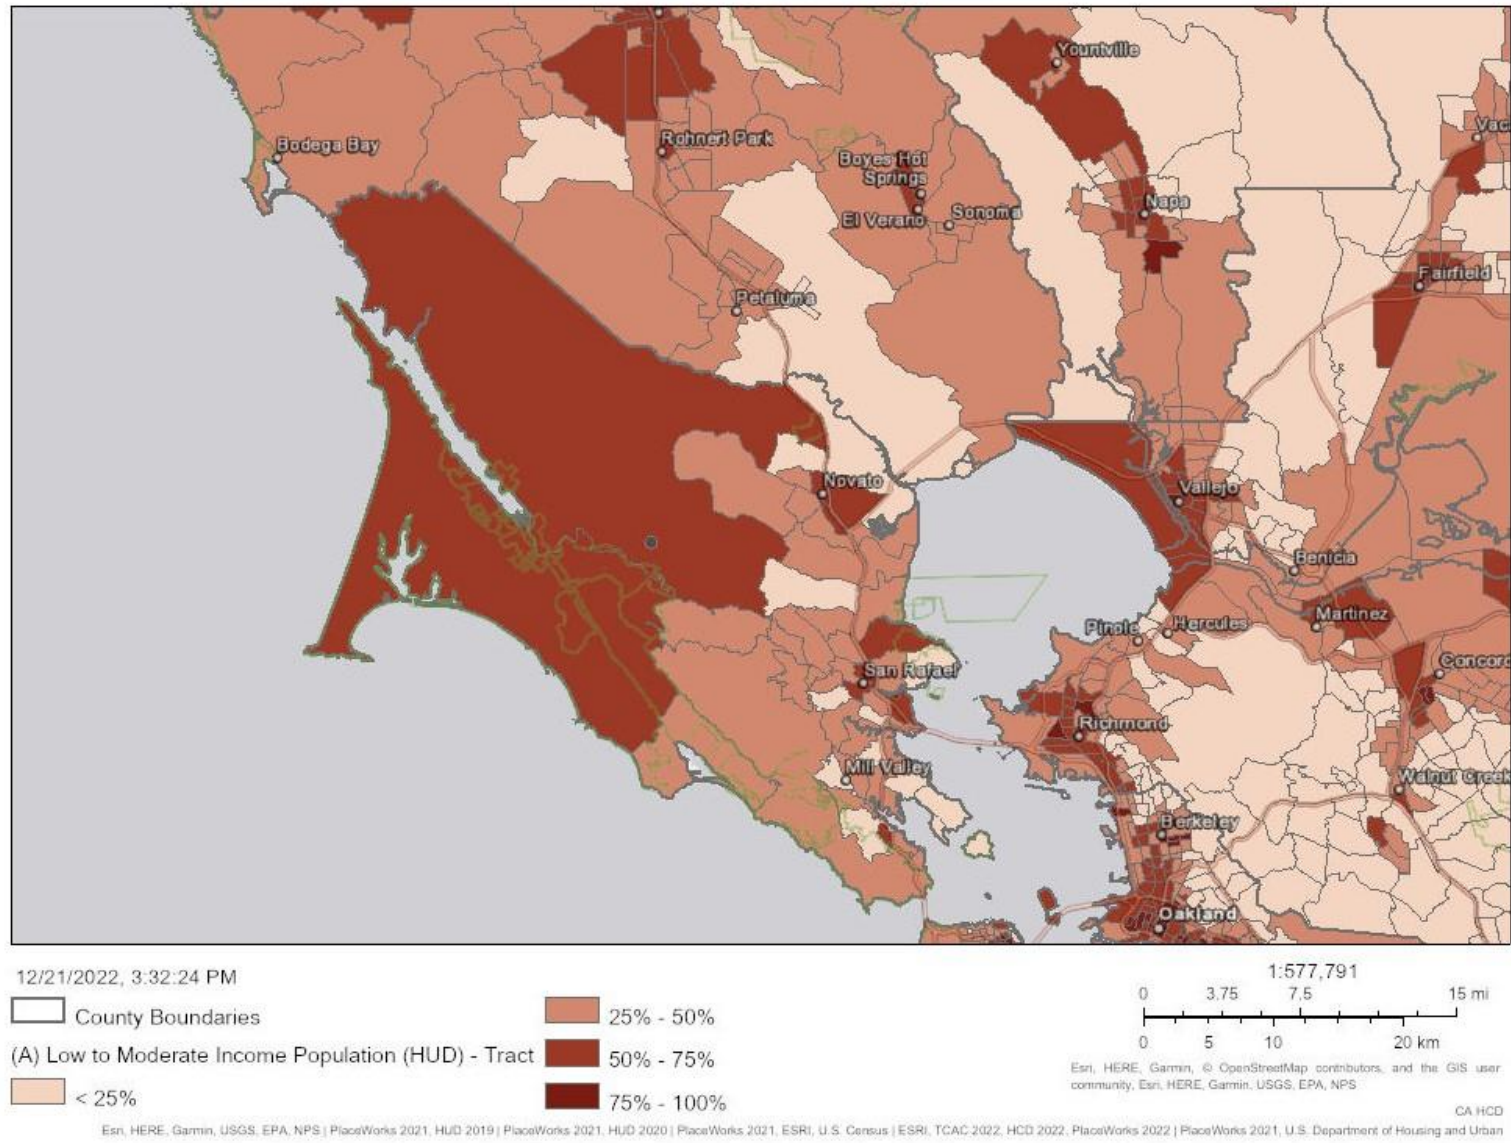 Yountville
Vac
Rohnert Park
Bodega Bay
Boyes Hot
Springs
El Verano
Sonoma
Napa
Fairfield
Petaluma
Novato
Vallejo
Benicia
Martinez
Pinole
Hercules
San Rafael
Concord
Richmond
Mill Valley
Walnut Creek
Berkeley
Oakland
12/21/2022, 3:32:24 PM
County Boundaries
(A) Low to Moderate Income Population (HUD) - Tract
< 25%
25% - 50%
50% - 75%
75% - 100%
1:577,791
0 3.75 7.5 15 mi
0 5 10 20 km
Esri, HERE, Garmin, © OpenStreetMap contributors, and the GIS user
community, Esri, HERE, Garmin, USGS, EPA, NPS
CA HCD
Esri, HERE, Garmin, USGS, EPA, NPS | PlaceWorks 2021, HUD 2019 | PlaceWorks 2021, HUD 2020 | PlaceWorks 2021, ESRI, U.S. Census | ESRI, TCAC 2022, HCD 2022, PlaceWorks 2022 | PlaceWorks 2021, U.S. Department of Housing and Urban